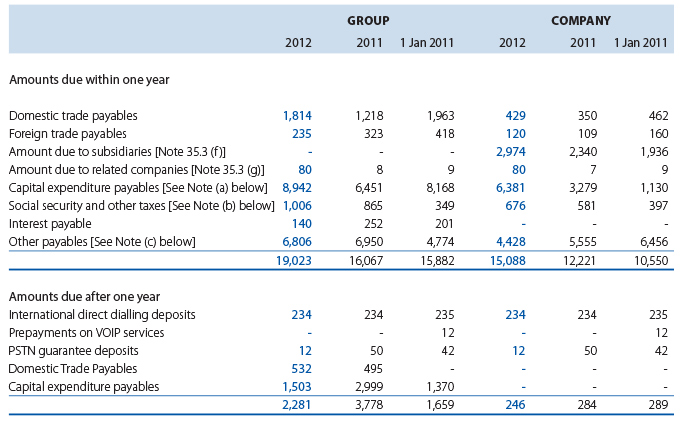 GROUP COMPANY
2012 2011 1 Jan 2011 2012 2011 1 Jan 2011
Amounts due within one year
Domestic trade payables 1,814 1,218 1,963 429 350 462
Foreign trade payables 235 323 418 120 109 160
Amount due to subsidiaries [Note 35.3 (f)] - - - 2,974 2,340 1,936
Amount due to related companies [Note 35.3 (g)] 80 8 9 80 7 9
Capital expenditure payables [See Note (a) below] 8,942 6,451 8,168 6,381 3,279 1,130
Social security and other taxes [See Note (b) below] 1,006 865 349 676 581 397
Interest payable 140 252 201 - - -
Other payables [See Note (c) below] 6,806 6,950 4,774 4,428 5,555 6,456
19,023 16,067 15,882 15,088 12,221 10,550
Amounts due after one year
International direct dialling deposits 234 234 235 234 234 235
Prepayments on VOIP services - - 12 - - 12
PSTN guarantee deposits 12 50 42 12 50 42
Domestic Trade Payables 532 495 - - - -
Capital expenditure payables 1,503 2,999 1,370 - - -
2,281 3,778 1,659 246 284 289